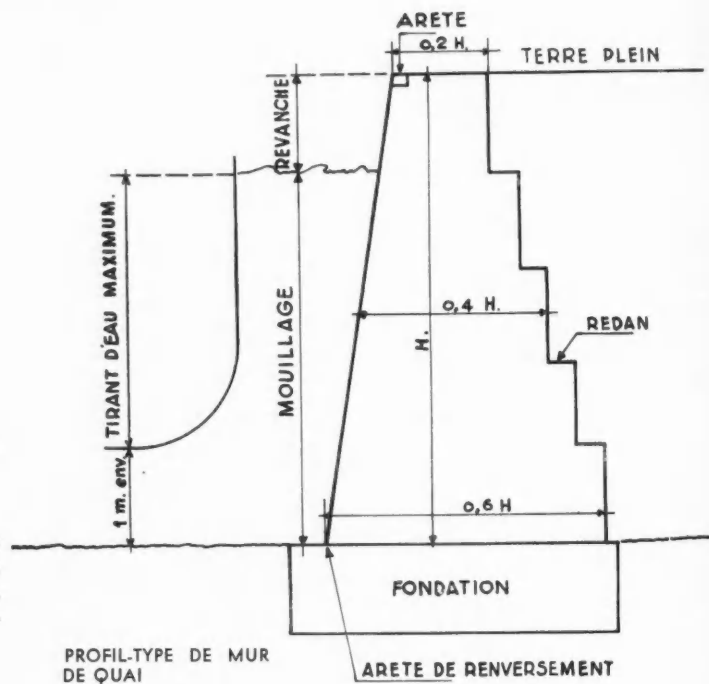 ARETE
0,2 H.
TERRE PLEIN
REVANCHE
TIRANT D'EAU MAXIMUM.
MOUILLAGE
0,4 H.
H.
REDAN
1 m. env.
0,6 H
FONDATION
PROFIL-TYPE DE MUR
DE QUAI
ARETE DE RENVERSEMENT